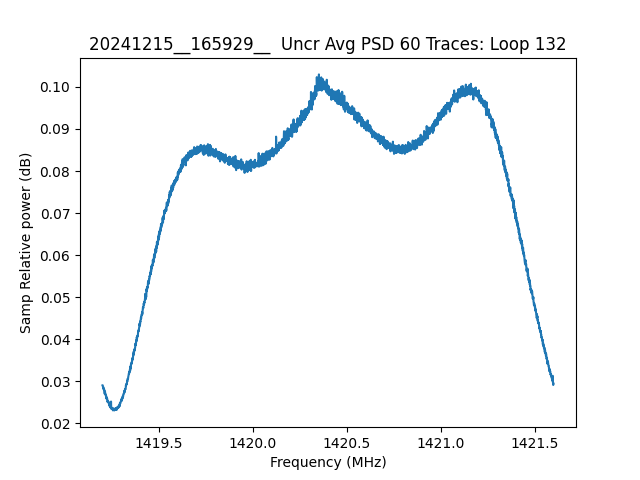 20241215__165929__  Uncr Avg PSD 60 Traces: Loop 132
Samp Relative power (dB)
0.10
0.09
0.08
0.07
0.06
0.05
0.04
0.03
0.02
1419.5 1420.0 1420.5 1421.0 1421.5
Frequency (MHz)